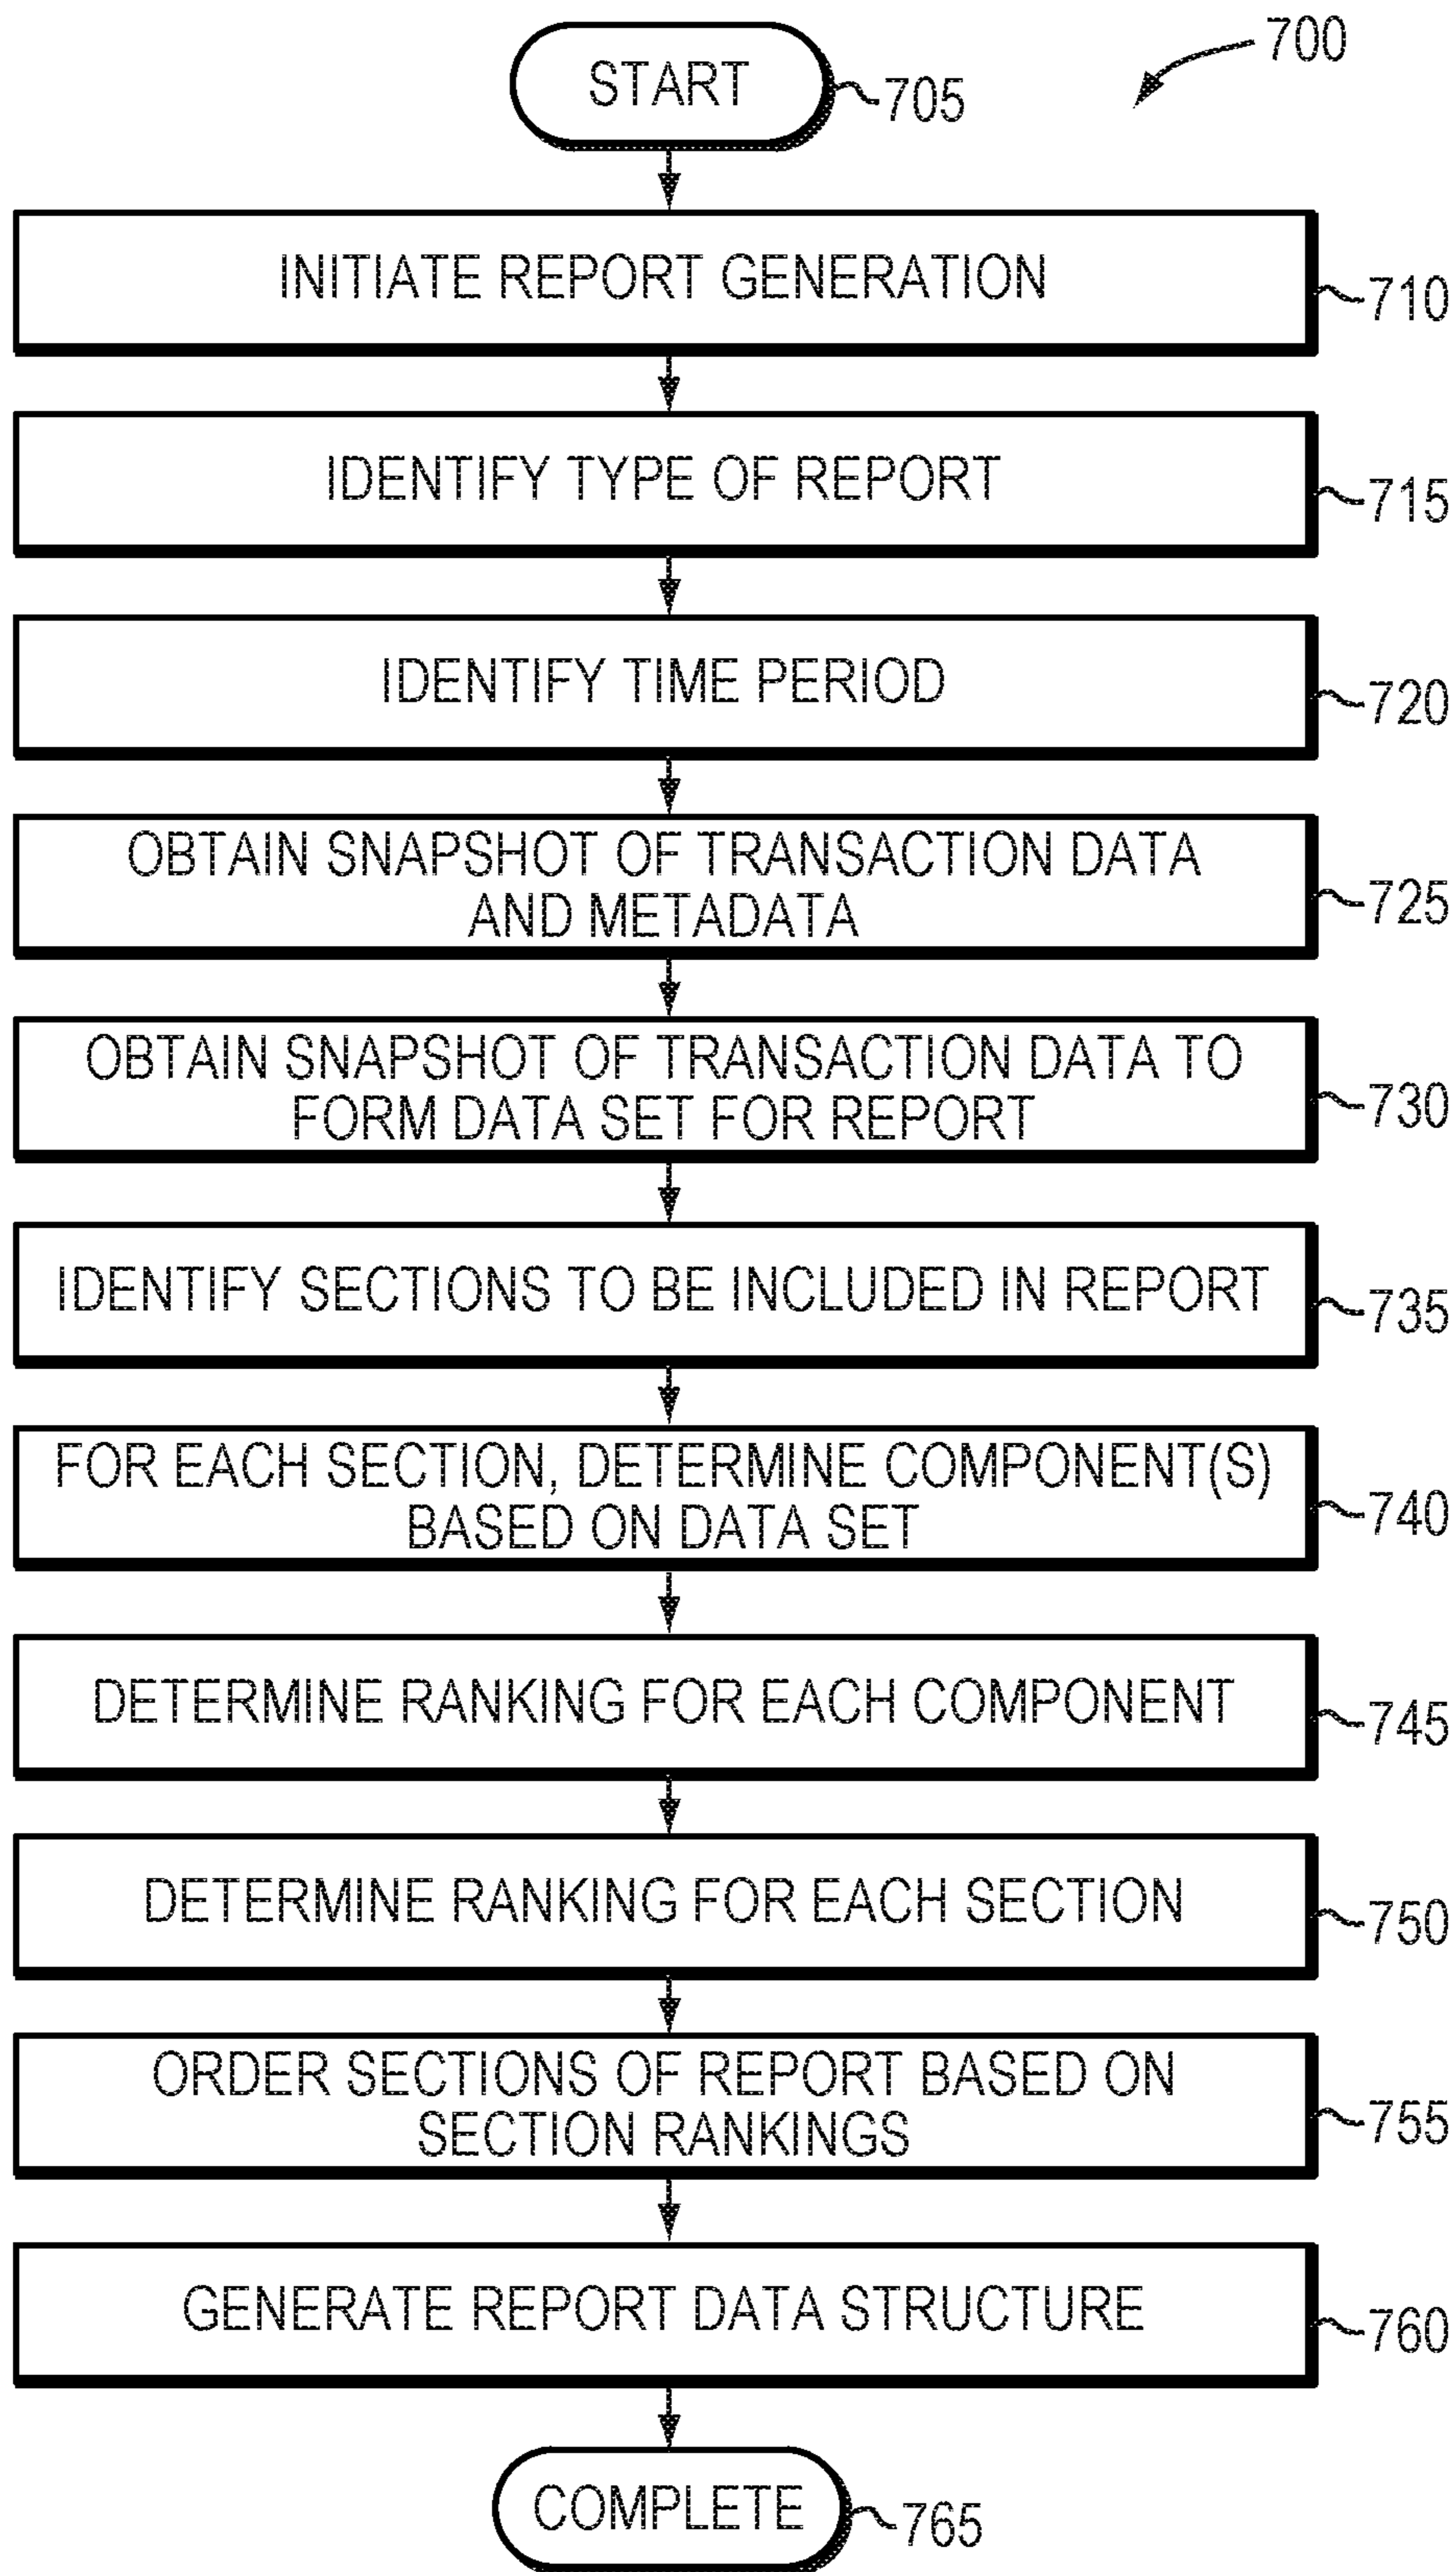 700
START
705
INITIATE REPORT GENERATION
710
IDENTIFY TYPE OF REPORT
715
IDENTIFY TIME PERIOD
720
OBTAIN SNAPSHOT OF TRANSACTION DATA
AND METADATA
725
OBTAIN SNAPSHOT OF TRANSACTION DATA TO
FORM DATA SET FOR REPORT
730
IDENTIFY SECTIONS TO BE INCLUDED IN REPORT
735
FOR EACH SECTION, DETERMINE COMPONENT(S)
BASED ON DATA SET
740
DETERMINE RANKING FOR EACH COMPONENT
745
DETERMINE RANKING FOR EACH SECTION
750
ORDER SECTIONS OF REPORT BASED ON
SECTION RANKINGS
755
GENERATE REPORT DATA STRUCTURE
760
COMPLETE
765